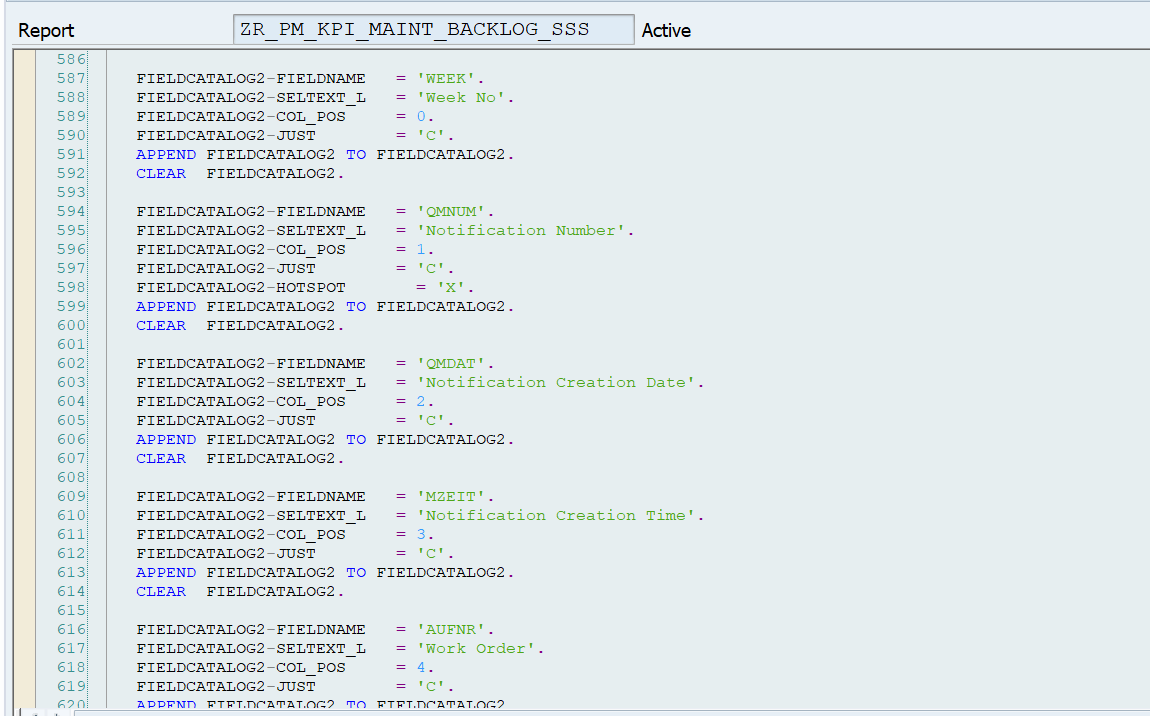 Report ZR_PM_KPI_MAINT_BACKLOG_SSS Active
586
587 FIELDCATALOG2-FIELDNAME = 'WEEK'.
588 FIELDCATALOG2-SELTEXT_L = 'Week No'.
589 FIELDCATALOG2-COL_POS = 0.
590 FIELDCATALOG2-JUST = 'C'.
591 APPEND FIELDCATALOG2 TO FIELDCATALOG2.
592 CLEAR FIELDCATALOG2.
593
594 FIELDCATALOG2-FIELDNAME = 'QMNUM'.
595 FIELDCATALOG2-SELTEXT_L = 'Notification Number'.
596 FIELDCATALOG2-COL_POS = 1.
597 FIELDCATALOG2-JUST = 'C'.
598 FIELDCATALOG2-HOTSPOT = 'X'.
599 APPEND FIELDCATALOG2 TO FIELDCATALOG2.
600 CLEAR FIELDCATALOG2.
601
602 FIELDCATALOG2-FIELDNAME = 'QMDAT'.
603 FIELDCATALOG2-SELTEXT_L = 'Notification Creation Date'.
604 FIELDCATALOG2-COL_POS = 2.
605 FIELDCATALOG2-JUST = 'C'.
606 APPEND FIELDCATALOG2 TO FIELDCATALOG2.
607 CLEAR FIELDCATALOG2.
608
609 FIELDCATALOG2-FIELDNAME = 'MZEIT'.
610 FIELDCATALOG2-SELTEXT_L = 'Notification Creation Time'.
611 FIELDCATALOG2-COL_POS = 3.
612 FIELDCATALOG2-JUST = 'C'.
613 APPEND FIELDCATALOG2 TO FIELDCATALOG2.
614 CLEAR FIELDCATALOG2.
615
616 FIELDCATALOG2-FIELDNAME = 'AUFNR'.
617 FIELDCATALOG2-SELTEXT_L = 'Work Order'.
618 FIELDCATALOG2-COL_POS = 4.
619 FIELDCATALOG2-JUST = 'C'.
620 APPEND FIELDCATALOG2 TO FIELDCATALOG2